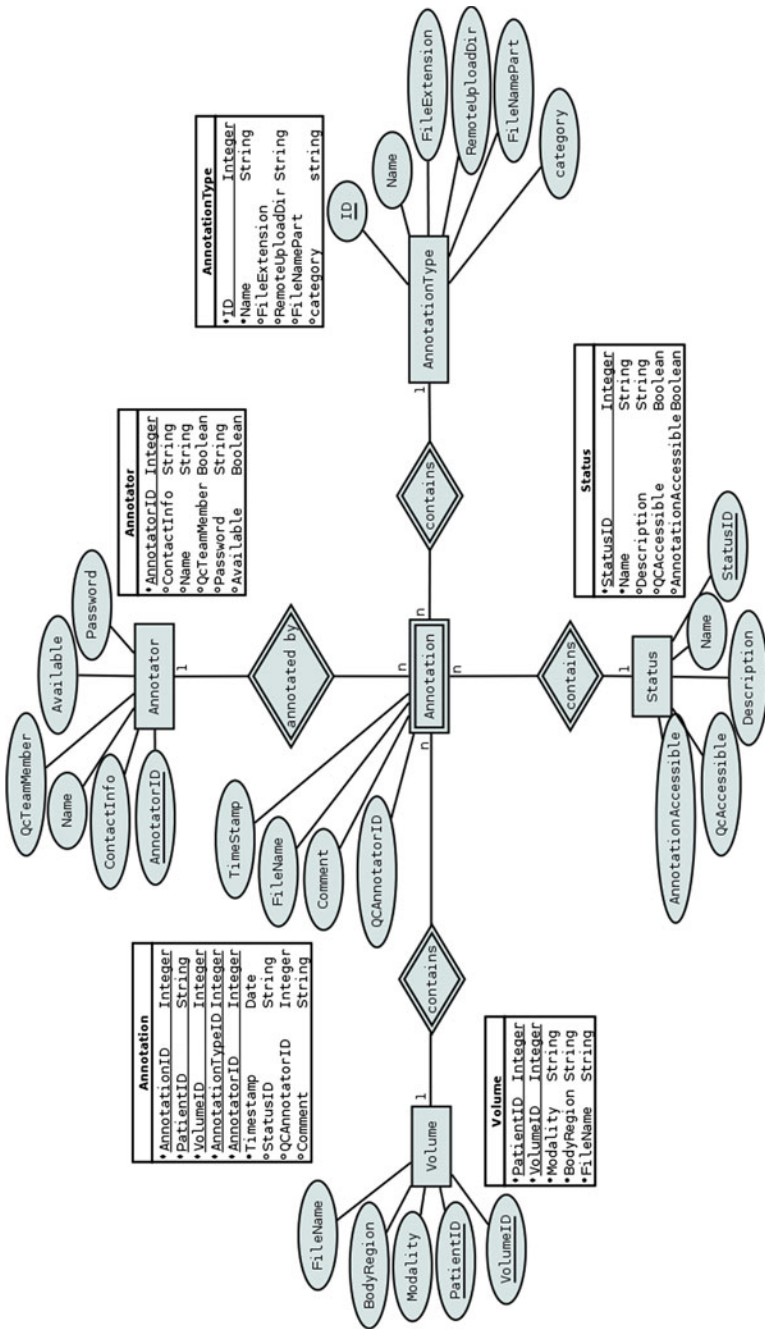 Annotation
*AnnotationID Integer
*PatientID String
*VolumeID Integer
*AnnotationTypeID Integer
*AnnotatorID Integer
*Timestamp Date
°StatusID String
°QCAnnotatorID Integer
°Comment String
QcTeamMember
Available
Password
Name
ContactInfo
AnnotatorID
Annotator
1
Annotator
*AnnotatorID Integer
°ContactInfo String
°Name String
°QcTeamMember Boolean
°Password String
°Available Boolean
AnnotationType
*ID Integer
*Name String
°FileExtension
°RemoteUploadDir String
°FileNamePart
°category string
annotated by
n
TimeStamp
FileName
Comment
QCAnnotatorID
FileName
BodyRegion
Modality
PatientID
VolumeID
Volume
1
contains
n
Annotation
n
contains
1
AnnotationType
ID
Name
FileExtension
RemoteUploadDir
FileNamePart
category
Volume
*PatientID Integer
*VolumeID Integer
*Modality String
*BodyRegion String
*FileName String
n
contains
1
Status
AnnotationAccessible
QcAccessible
Description
Name
StatusID
Status
*StatusID Integer
*Name String
°Description String
°QCAccessible Boolean
°AnnotationAccessible Boolean